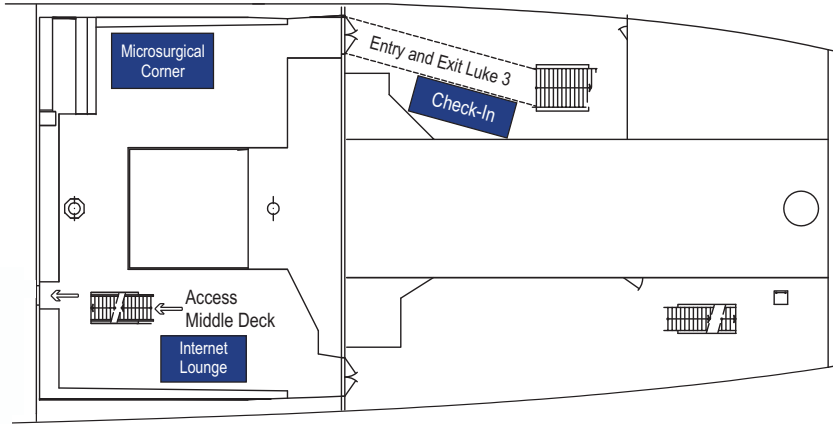 Microsurgical
Corner
Entry and Exit Luke 3
Check-In
Access
Middle Deck
Internet
Lounge